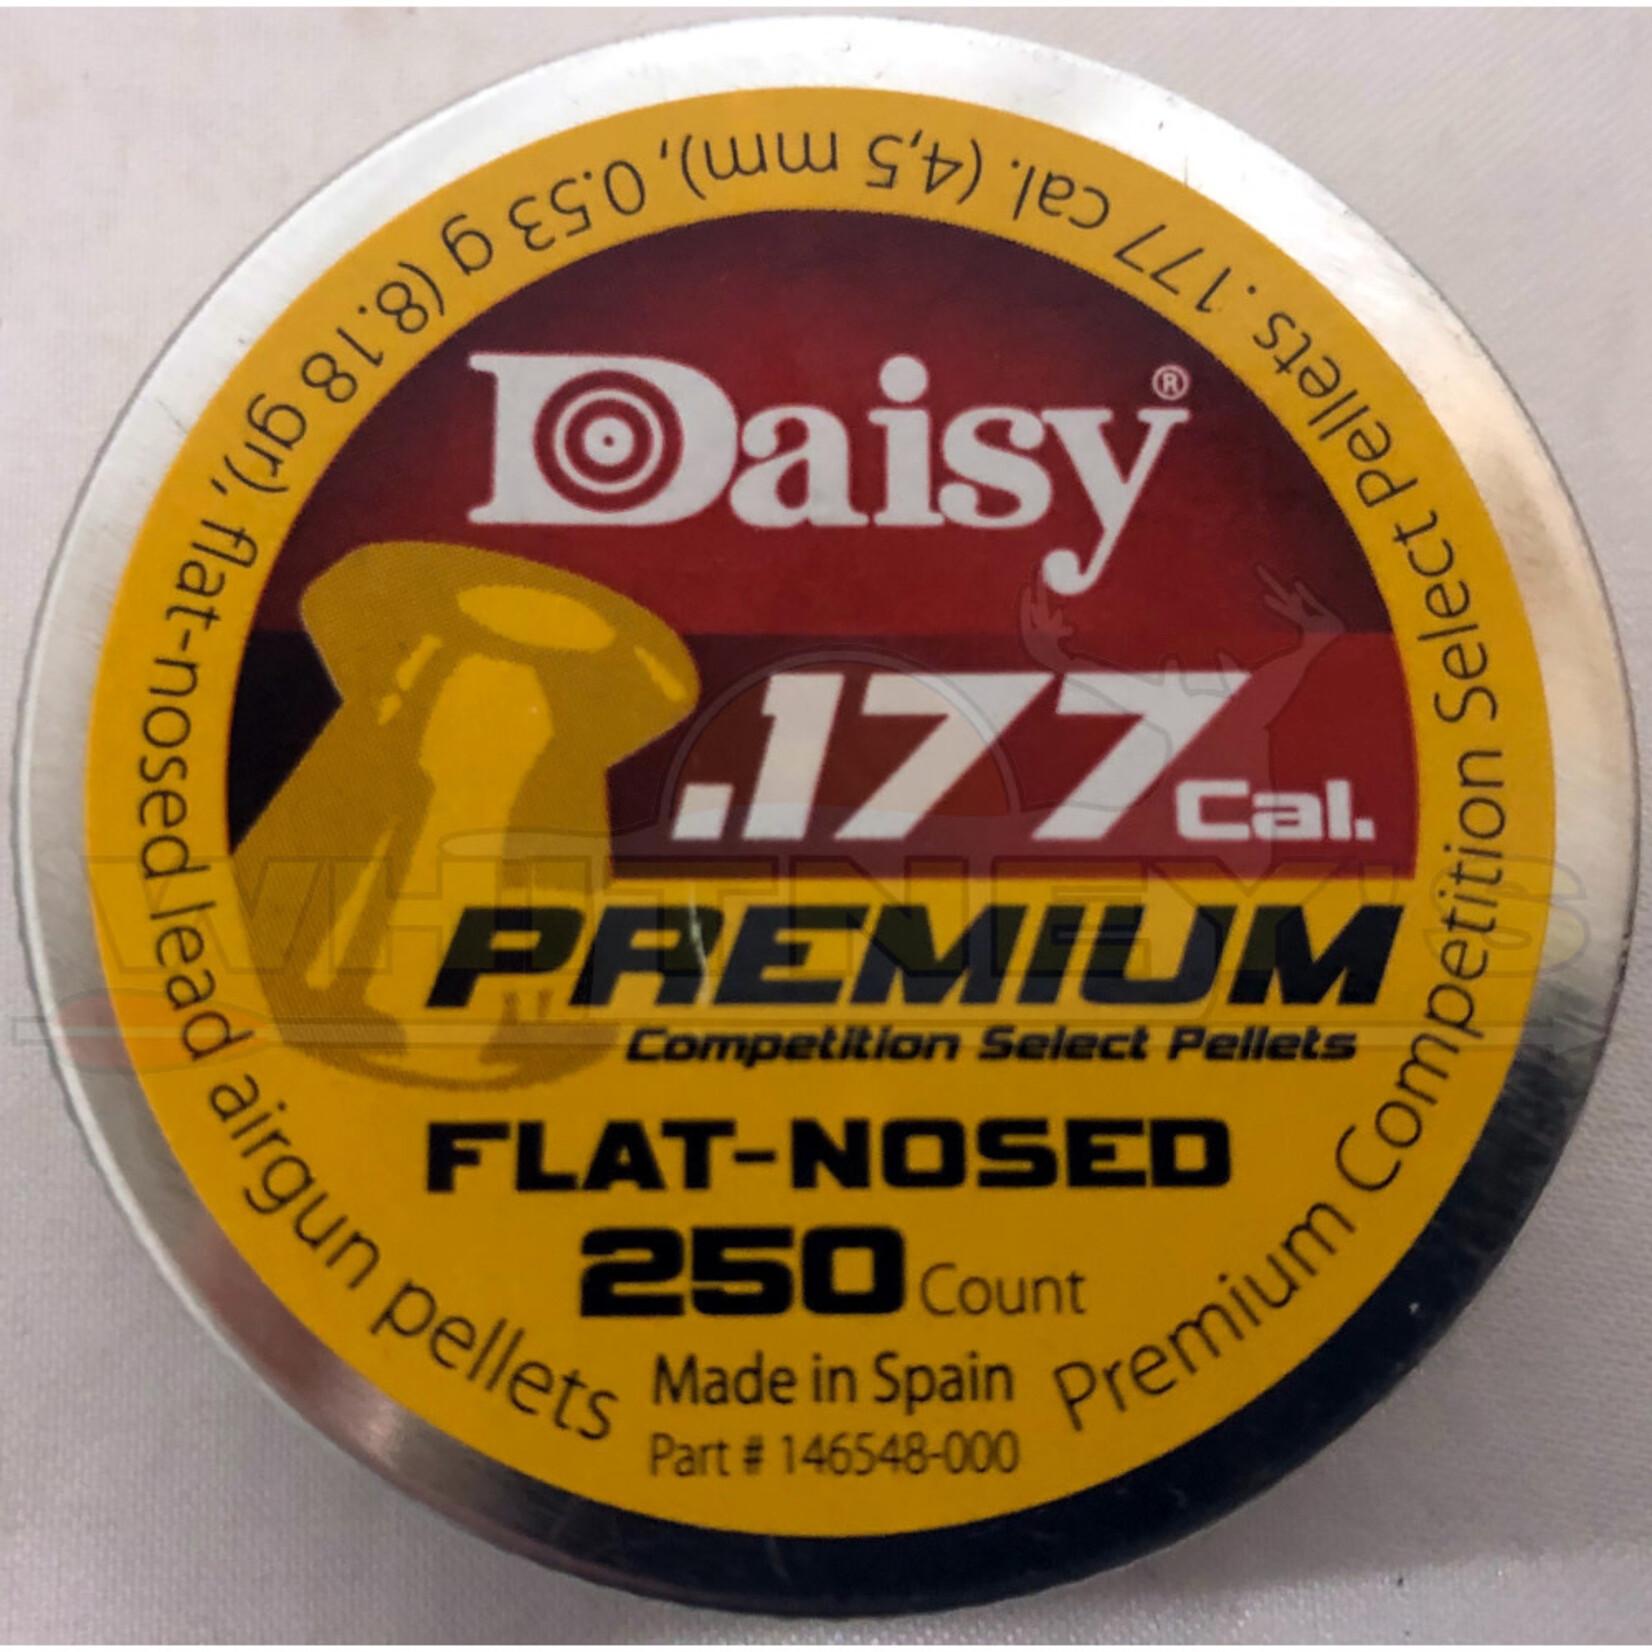 Daisy®
.177 Cal.
PREMIUM
Competition Select Pellets
FLAT-NOSED
250 Count
Made in Spain
Part # 146548-000
Premium Competition Select Pellets .177 cal. (4,5 mm), 0.53 g (8.18 gr), flat-nosed lead airgun pellets
WHITNEY'S